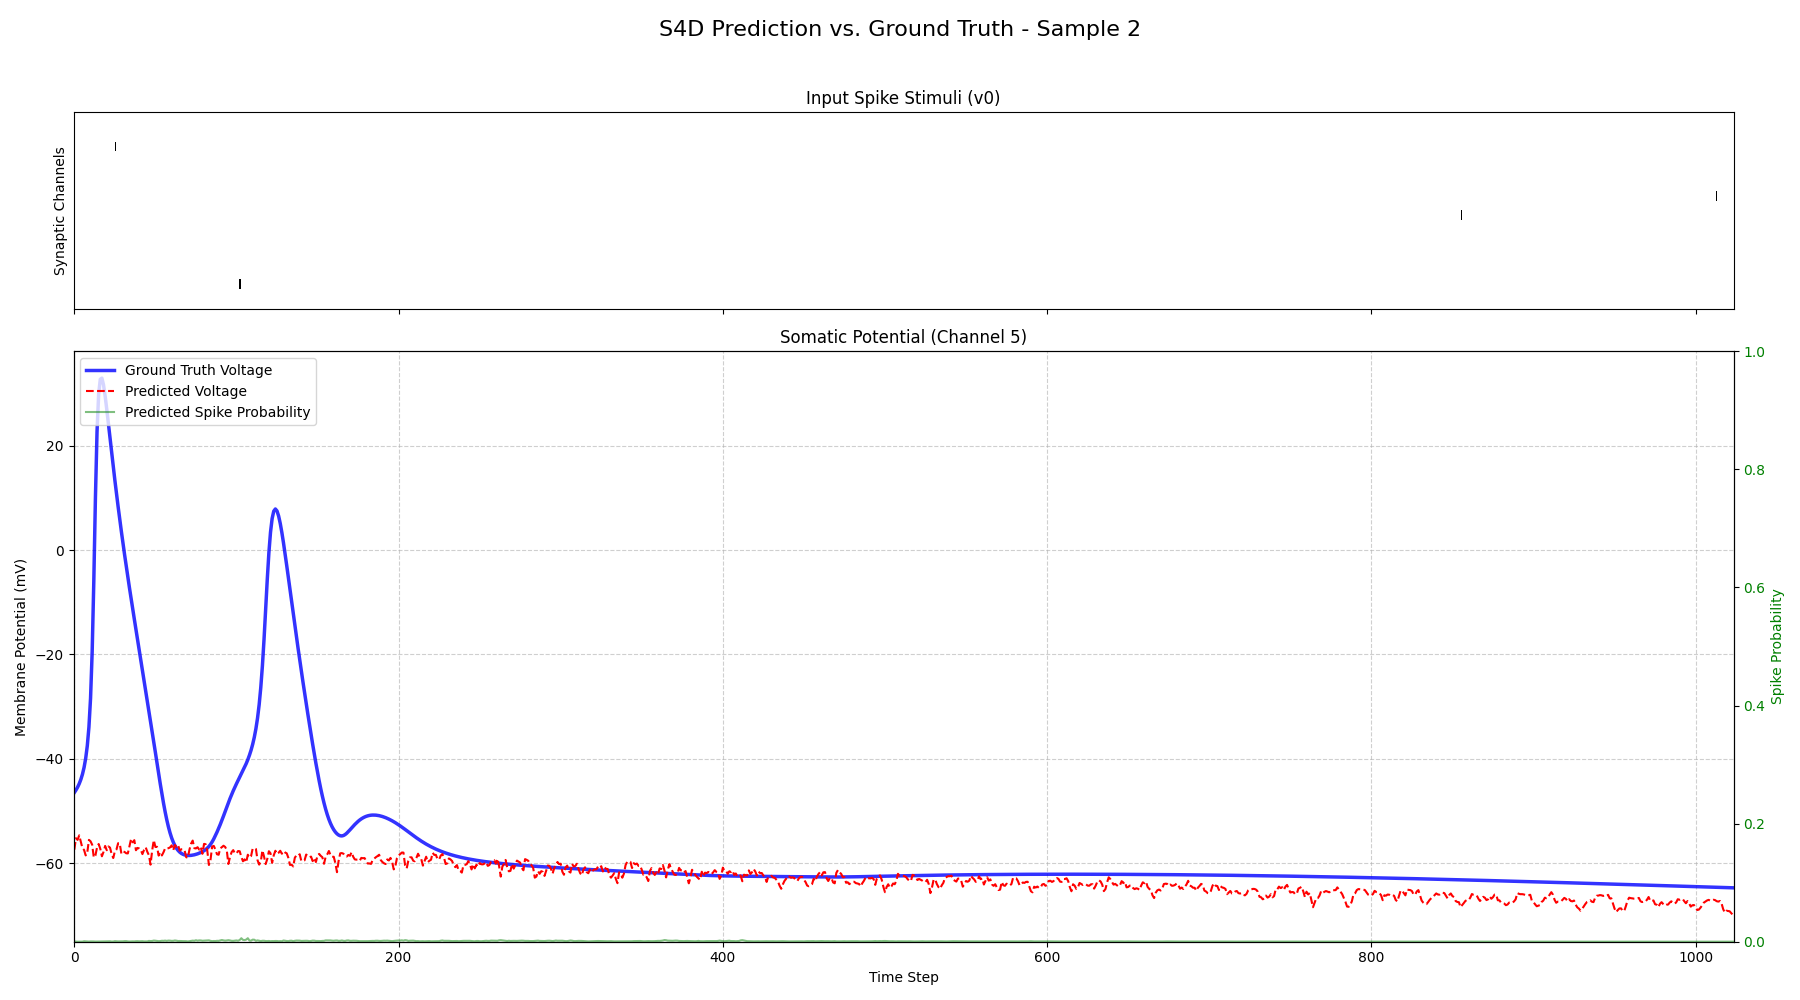 S4D Prediction vs. Ground Truth - Sample 2
Input Spike Stimuli (v0)
Synaptic Channels
Somatic Potential (Channel 5)
Ground Truth Voltage
Predicted Voltage
Predicted Spike Probability
Membrane Potential (mV)
20
0
−20
−40
−60
1.0
0.8
0.6
0.4
0.2
0.0
Spike Probability
0
200
400
600
800
1000
Time Step